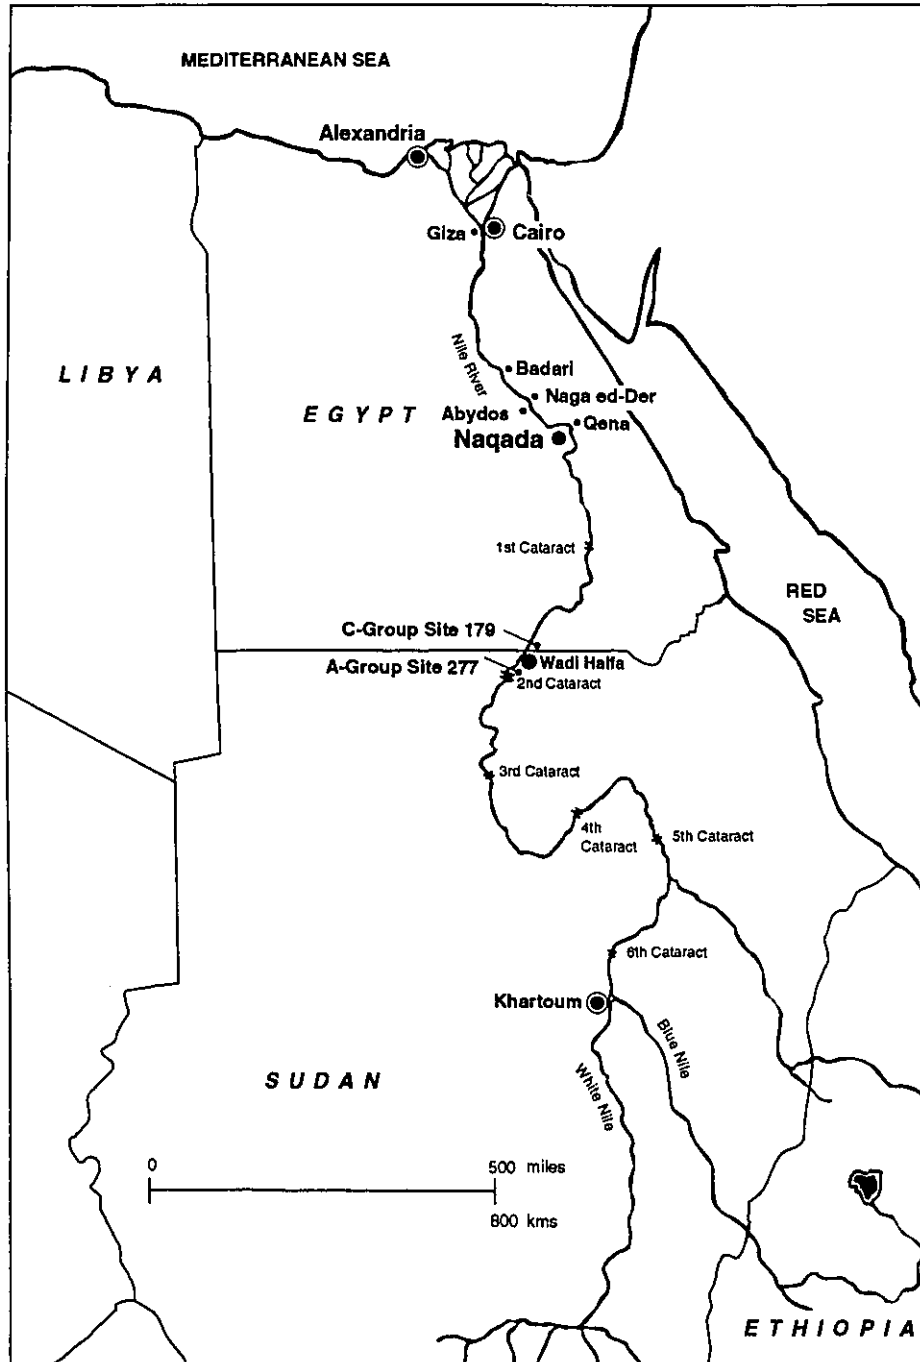 MEDITERRANEAN SEA
Alexandria
Giza
Cairo
LIBYA
Nile River
Badari
Naga ed-Der
EGYPT
Abydos
Qena
Naqada
1st Cataract
RED
SEA
C-Group Site 179
Wadi Halfa
A-Group Site 277
2nd Cataract
3rd Cataract
4th
Cataract
5th Cataract
6th Cataract
Khartoum
Blue Nile
White Nile
SUDAN
0
500 miles
800 kms
ETHIOPIA